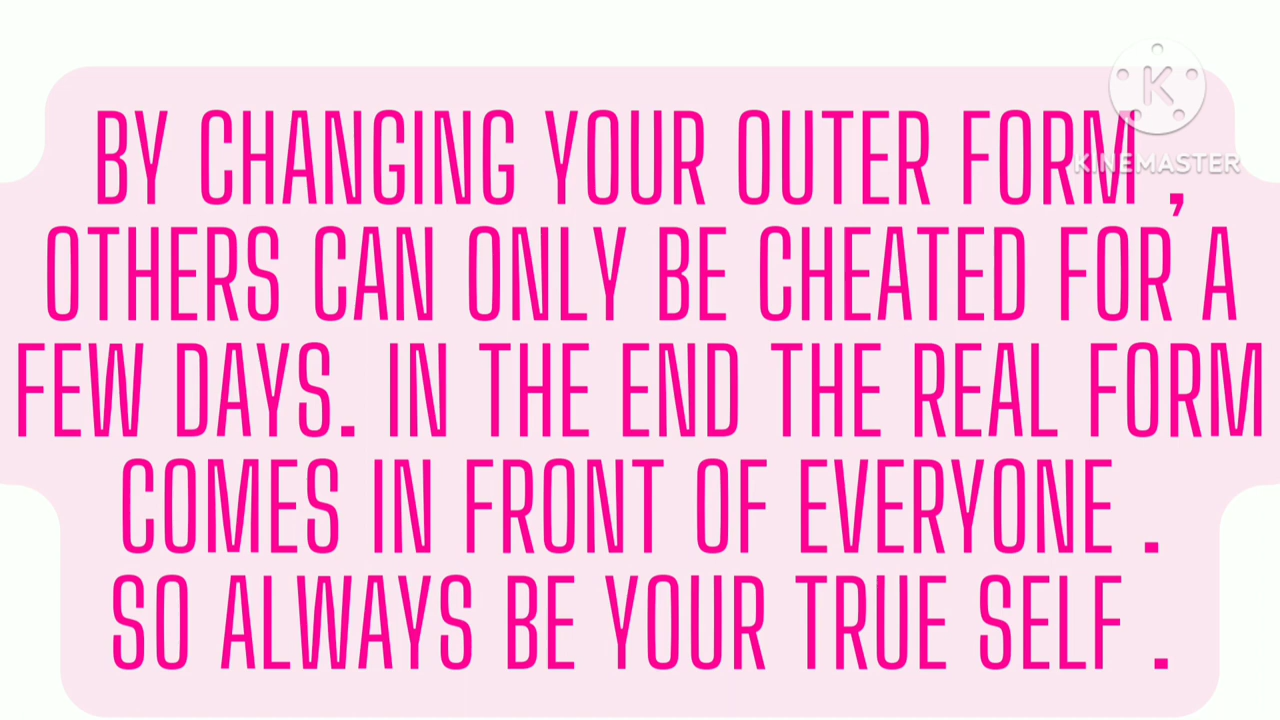 BY CHANGING YOUR OUTER FORM ,
OTHERS CAN ONLY BE CHEATED FOR A
FEW DAYS. IN THE END THE REAL FORM
COMES IN FRONT OF EVERYONE .
SO ALWAYS BE YOUR TRUE SELF .
K
KINEMASTER